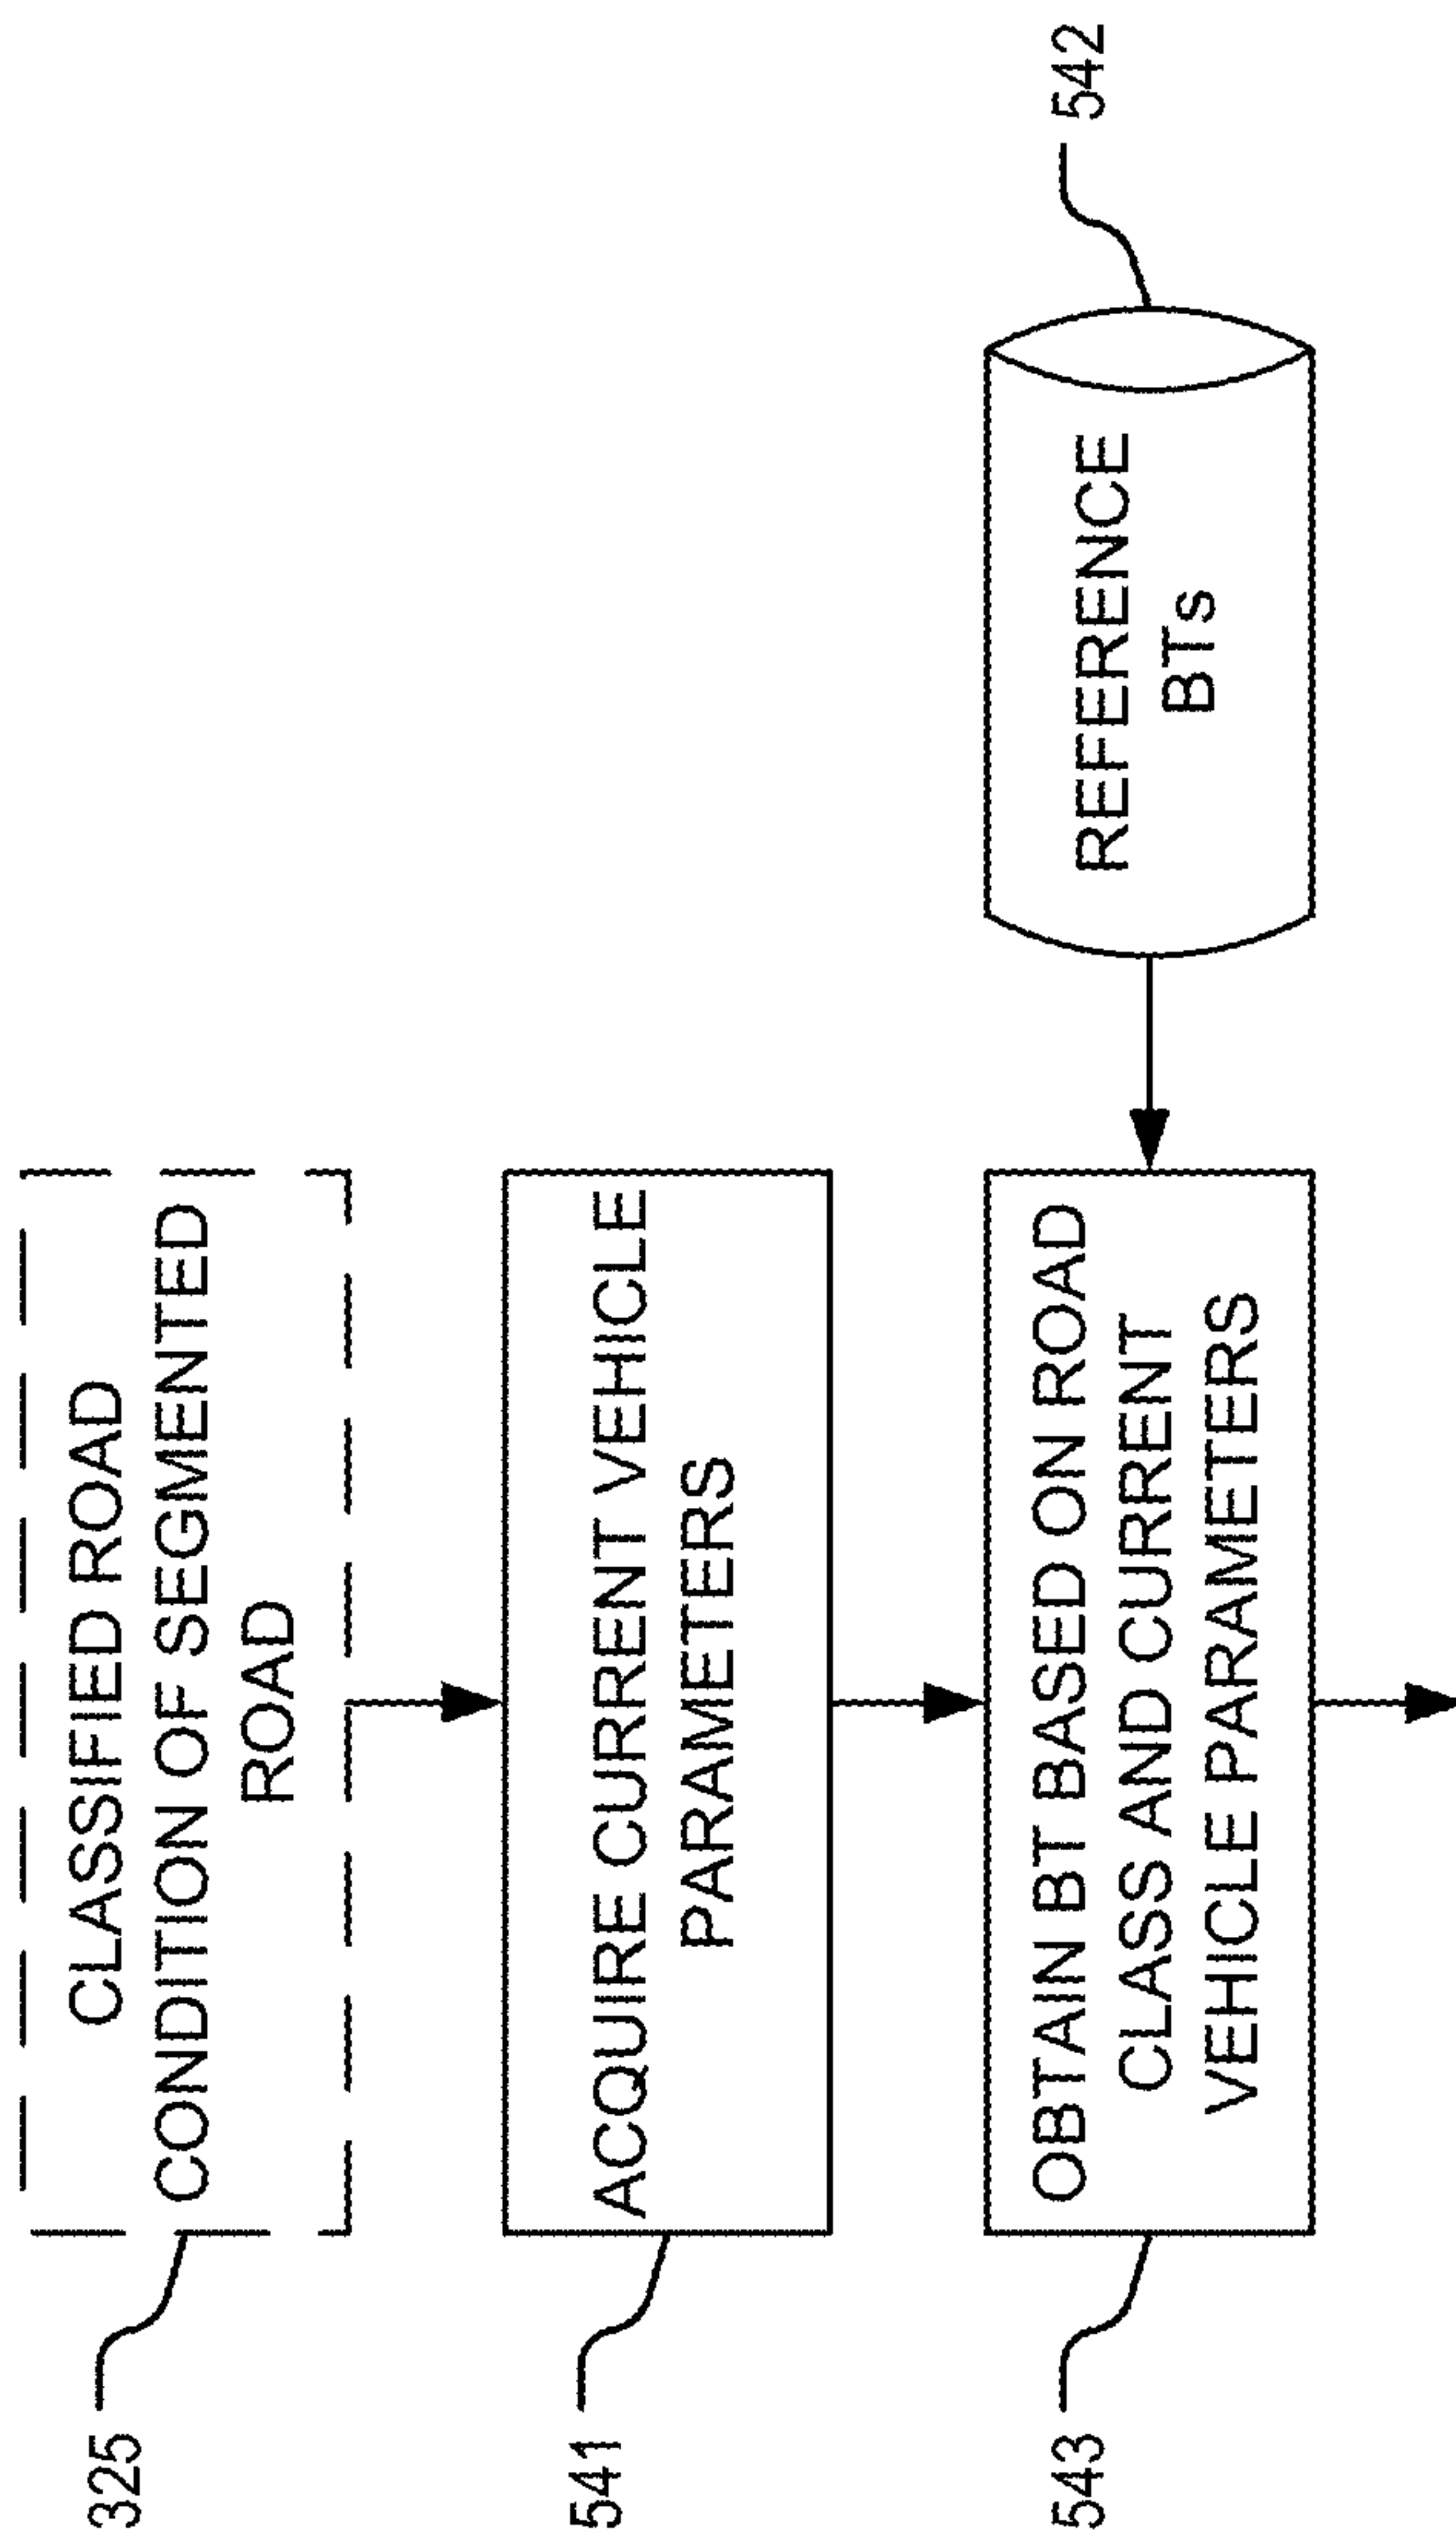 325
CLASSIFIED ROAD
CONDITION OF SEGMENTED
ROAD
541
ACQUIRE CURRENT VEHICLE
PARAMETERS
543
OBTAIN BT BASED ON ROAD
CLASS AND CURRENT
VEHICLE PARAMETERS
REFERENCE
BTs
542